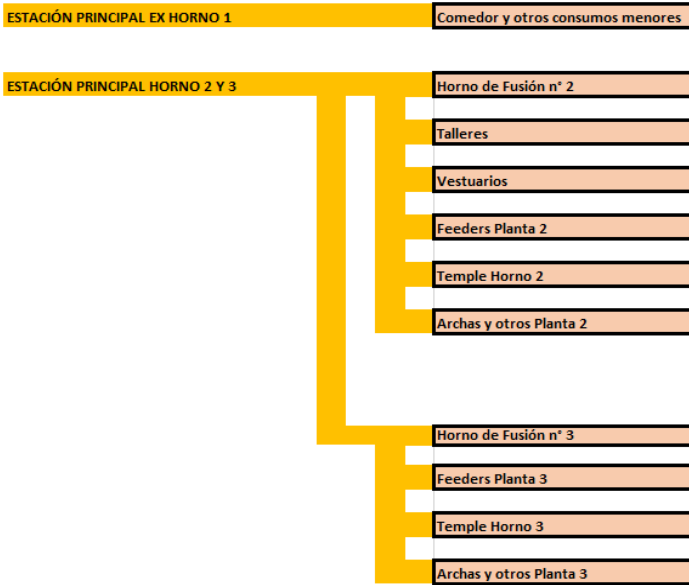 ESTACIÓN PRINCIPAL EX HORNO 1
Comedor y otros consumos menores
ESTACIÓN PRINCIPAL HORNO 2 Y 3
Horno de Fusión n° 2
Talleres
Vestuarios
Feeders Planta 2
Temple Horno 2
Archas y otros Planta 2
Horno de Fusión n° 3
Feeders Planta 3
Temple Horno 3
Archas y otros Planta 3